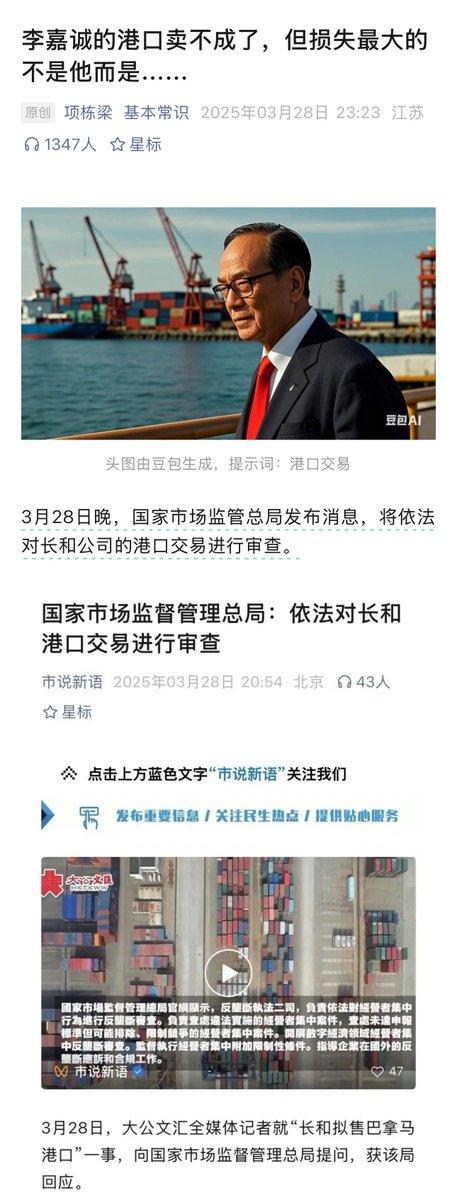 李嘉诚的港口卖不成了，但损失最大的
不是他而是……
原创 项栋梁 基本常识 2025年03月28日 23:23 江苏
1347人 星标
豆包AI
头图由豆包生成，提示词：港口交易
3月28日晚，国家市场监管总局发布消息，将依法
对长和公司的港口交易进行审查。
国家市场监督管理总局：依法对长和
港口交易进行审查
市说新语 2025年03月28日 20:54 北京 43人
星标
点击上方蓝色文字“市说新语”关注我们
发布重要信息 / 关注民生热点 / 提供贴心服务
大公文匯
HKTKWW
國家市場監督管理總局官網顯示，反壟斷執法二司，負責依法對經營者集中
行為進行反壟斷審查。負責查處違法實施的經營者集中案件，查處未達申報
標準但可能排除、限制競爭的經營者集中案件。開展數字經濟領域經營者集
中反壟斷審查。監督執行經營者集中附加限制性條件。指導企業在國外的反
壟斷應訴和合規工作。
市说新语 47
3月28日，大公文汇全媒体记者就“长和拟售巴拿马
港口”一事，向国家市场监督管理总局提问，获该局
回应。